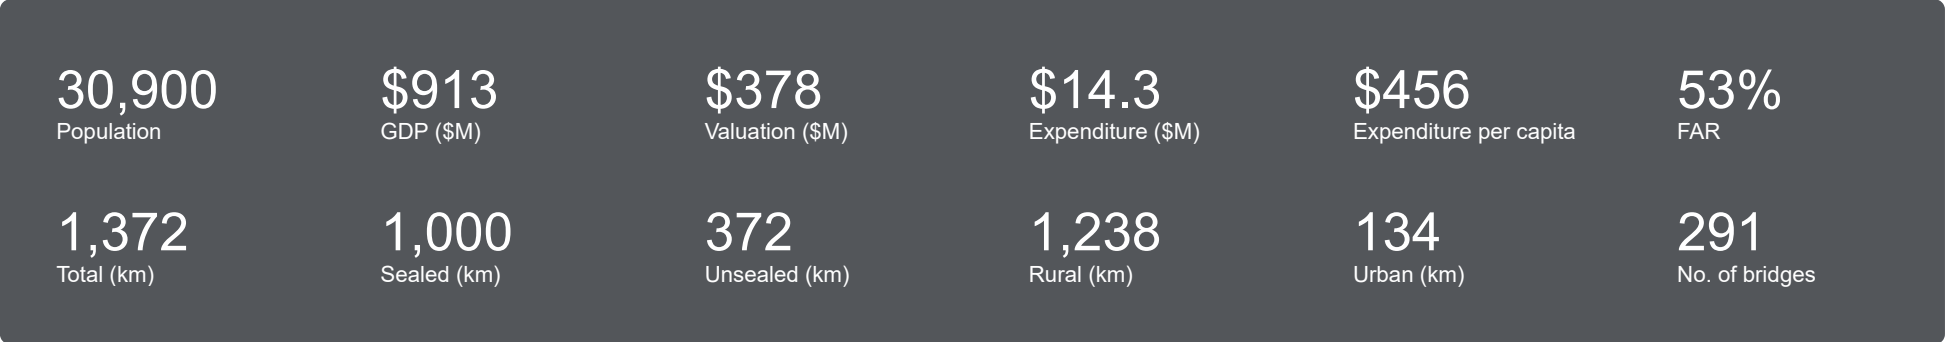 30,900 $913 $378 $14.3 $456 53%
Population GDP ($M) Valuation ($M) Expenditure ($M) Expenditure per capita FAR
1,372 1,000 372 1,238 134 291
Total (km) Sealed (km) Unsealed (km) Rural (km) Urban (km) No. of bridges